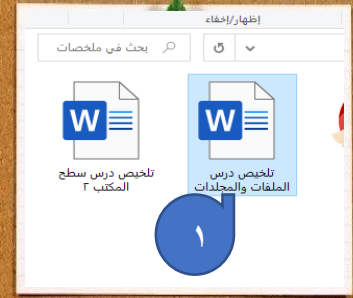 إظهار/إخفاء
بحث في ملخصات
W
تلخيص درس
الملفات والمجلدات
W
تلخيص درس سطح
المكتب ٢
١